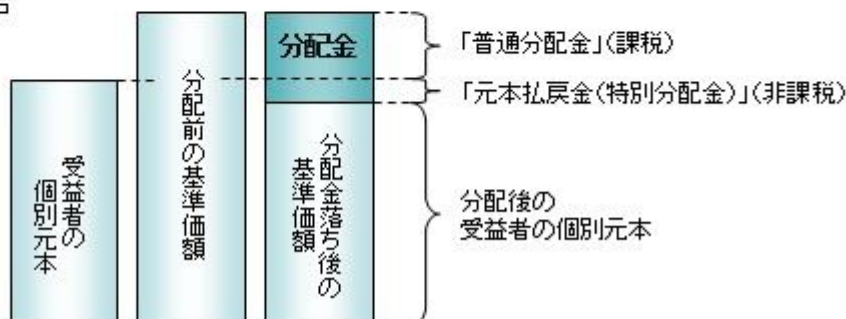 分配金
「普通分配金」(課税)
「元本払戻金(特別分配金)」(非課税)
受益者の
個別元本
分配前の基準価額
分配金落ち後の
基準価額
分配後の
受益者の個別元本